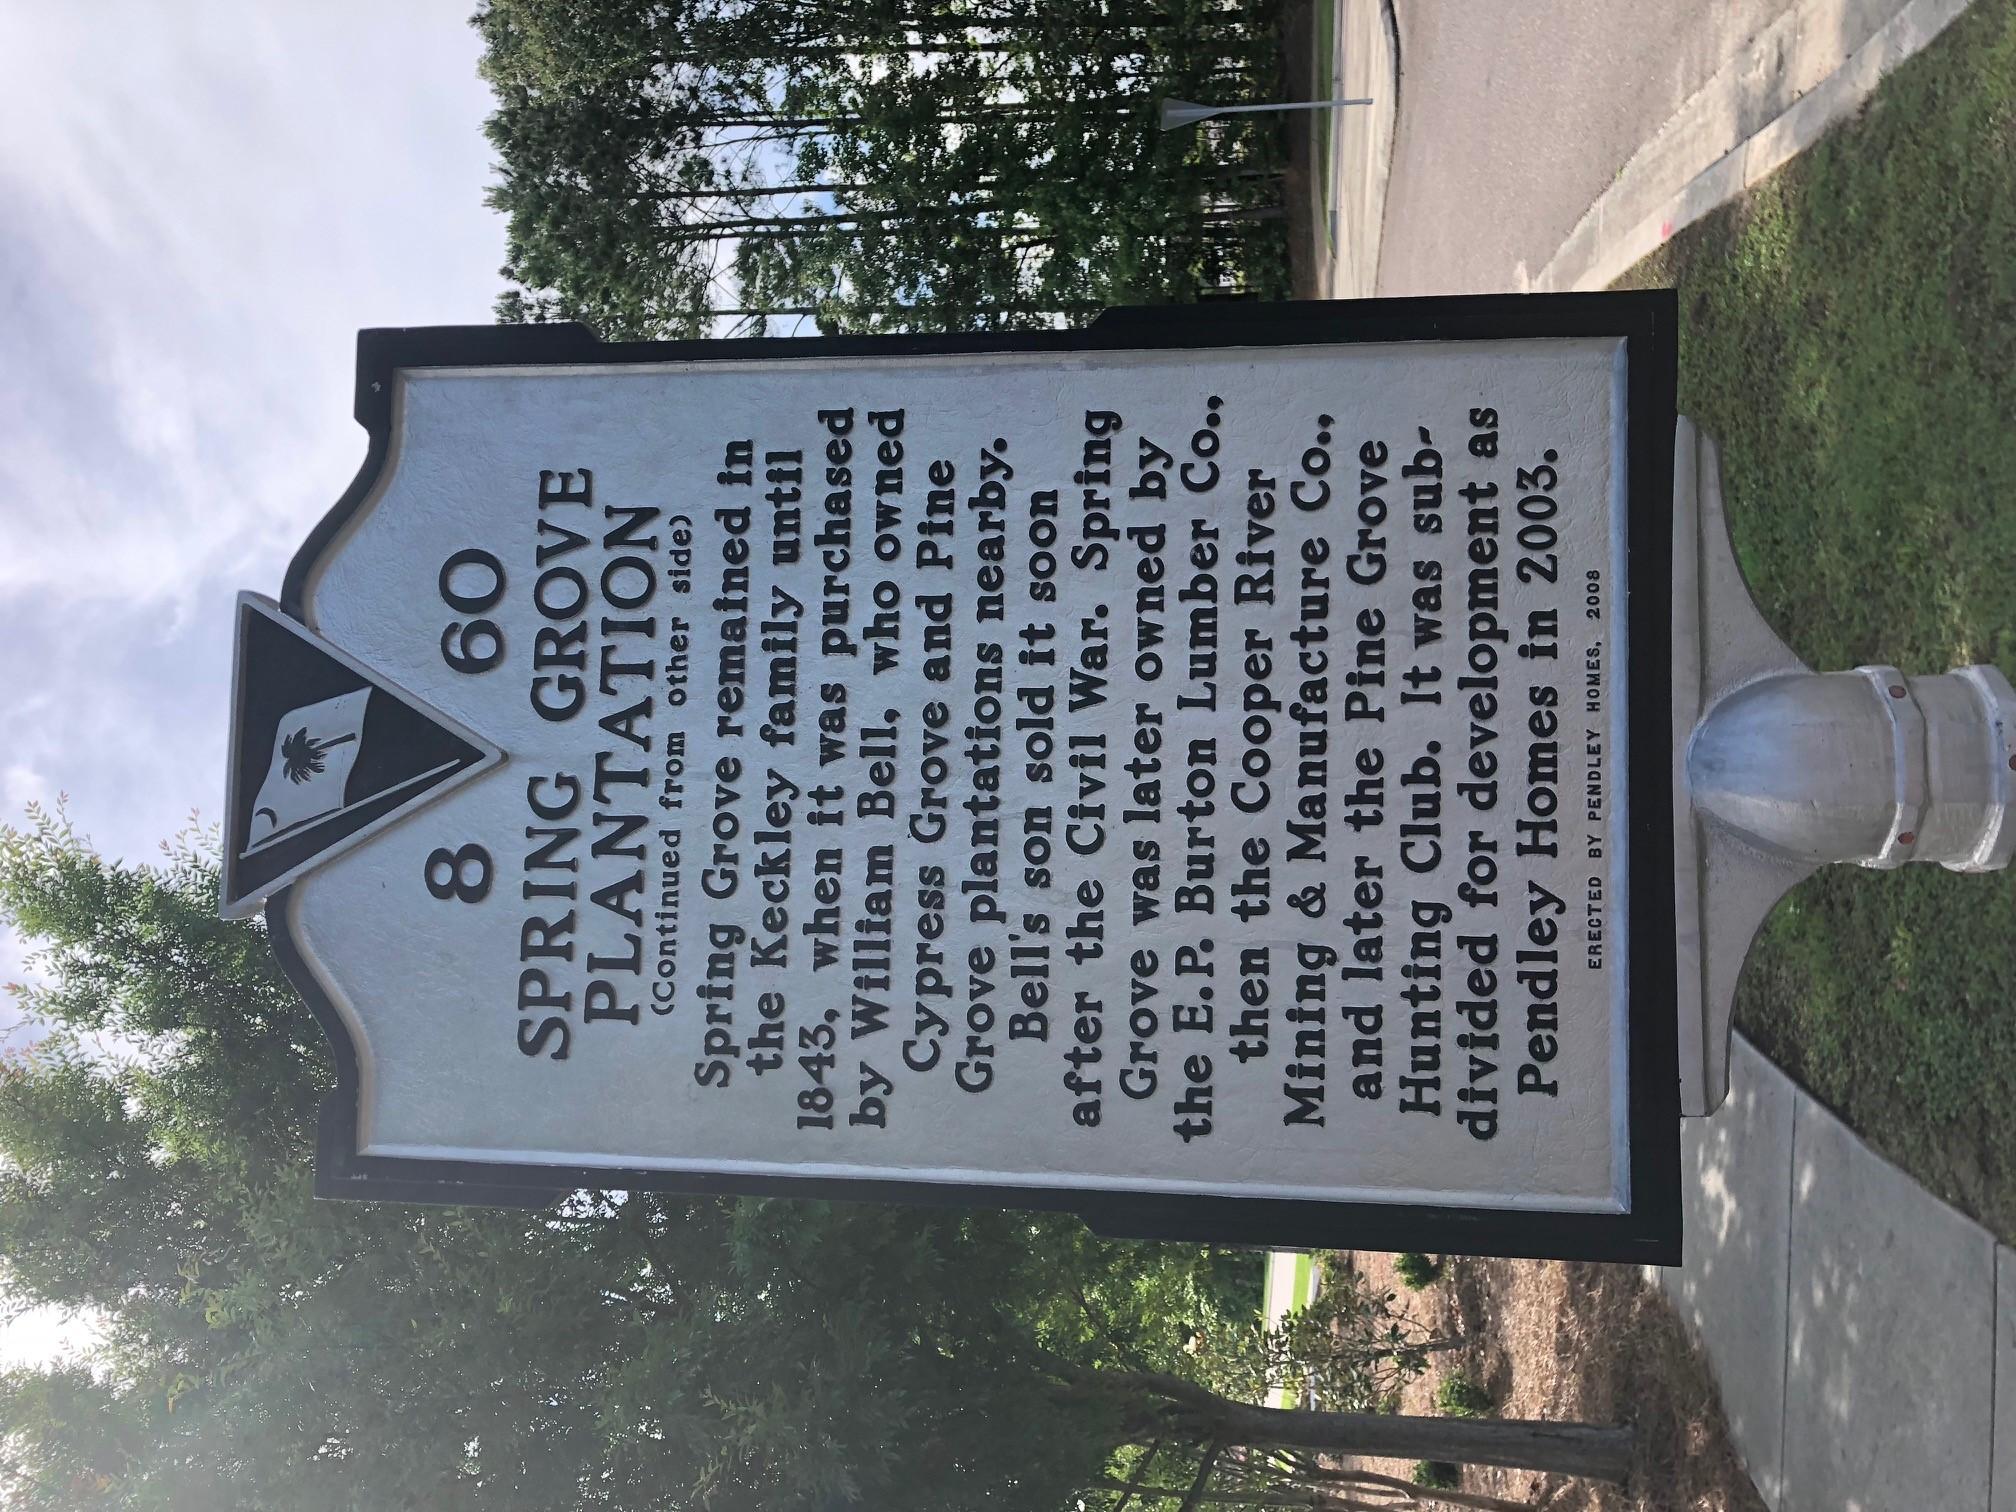 8 60
SPRING GROVE
PLANTATION
(Continued from other side)
Spring Grove remained in
the Keckley family until
1843, when it was purchased
by William Bell, who owned
Cypress Grove and Pine
Grove plantations nearby.
Bell's son sold it soon
after the Civil War. Spring
Grove was later owned by
the E.P. Burton Lumber Co.,
then the Cooper River
Mining & Manufacture Co.,
and later the Pine Grove
Hunting Club. It was sub-
divided for development as
Pendley Homes in 2003.
ERECTED BY PENDLEY HOMES, 2008